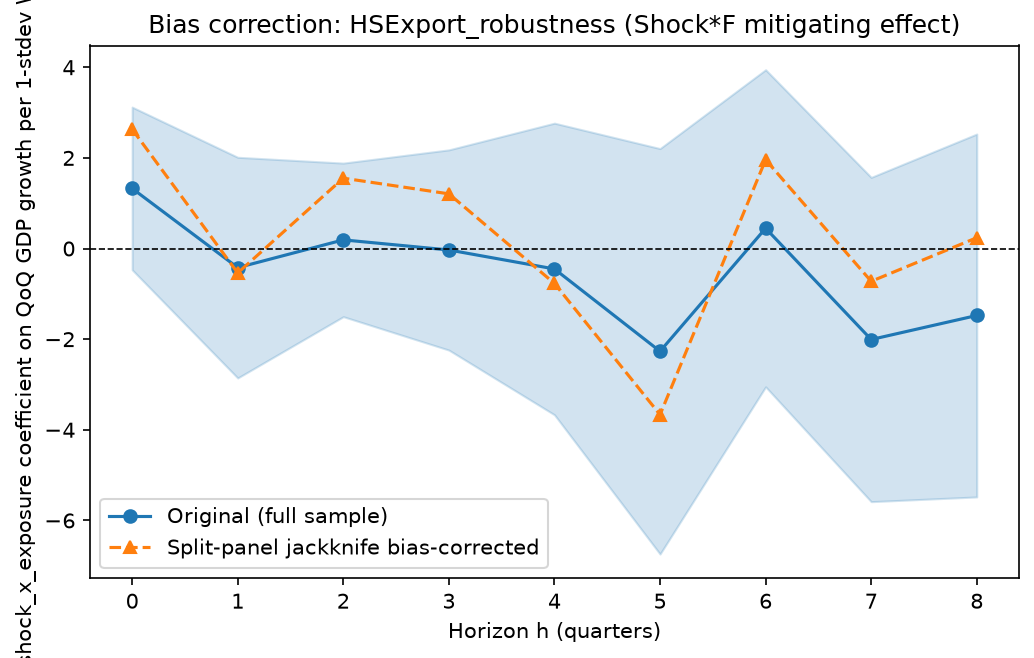 Bias correction: HSExport_robustness (Shock*F mitigating effect)
shock_x_exposure coefficient on QoQ GDP growth per 1-stdev
4
2
0
−2
−4
−6
Original (full sample)
Split-panel jackknife bias-corrected
0 1 2 3 4 5 6 7 8
Horizon h (quarters)